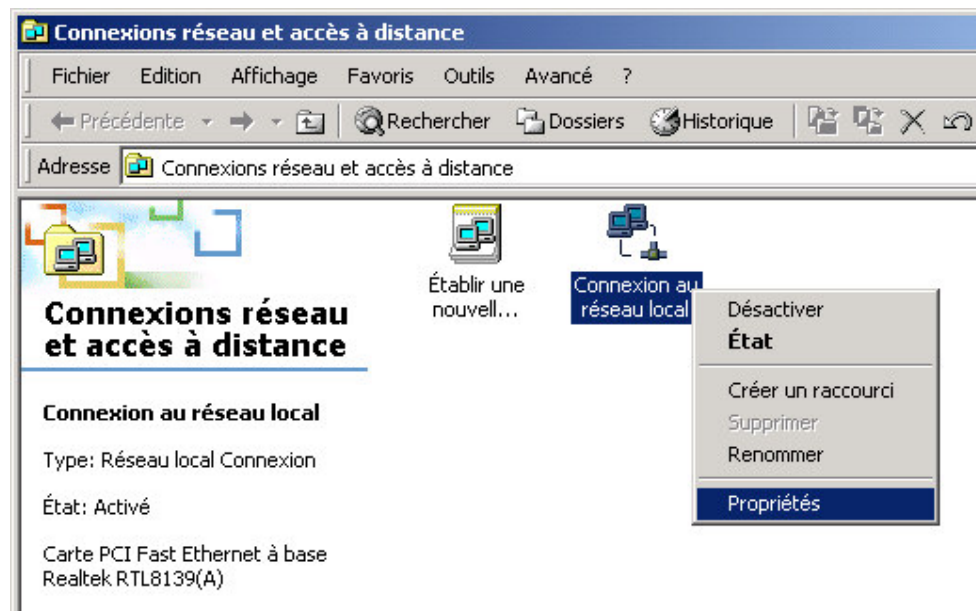 Connexions réseau et accès à distance
Fichier Edition Affichage Favoris Outils Avancé ?
Précédente Rechercher Dossiers Historique
Adresse Connexions réseau et accès à distance
Connexions réseau
et accès à distance
Connexion au réseau local
Type: Réseau local Connexion
État: Activé
Carte PCI Fast Ethernet à base
Realtek RTL8139(A)
Établir une
nouvell...
Connexion au
réseau local
Désactiver
État
Créer un raccourci
Supprimer
Renommer
Propriétés